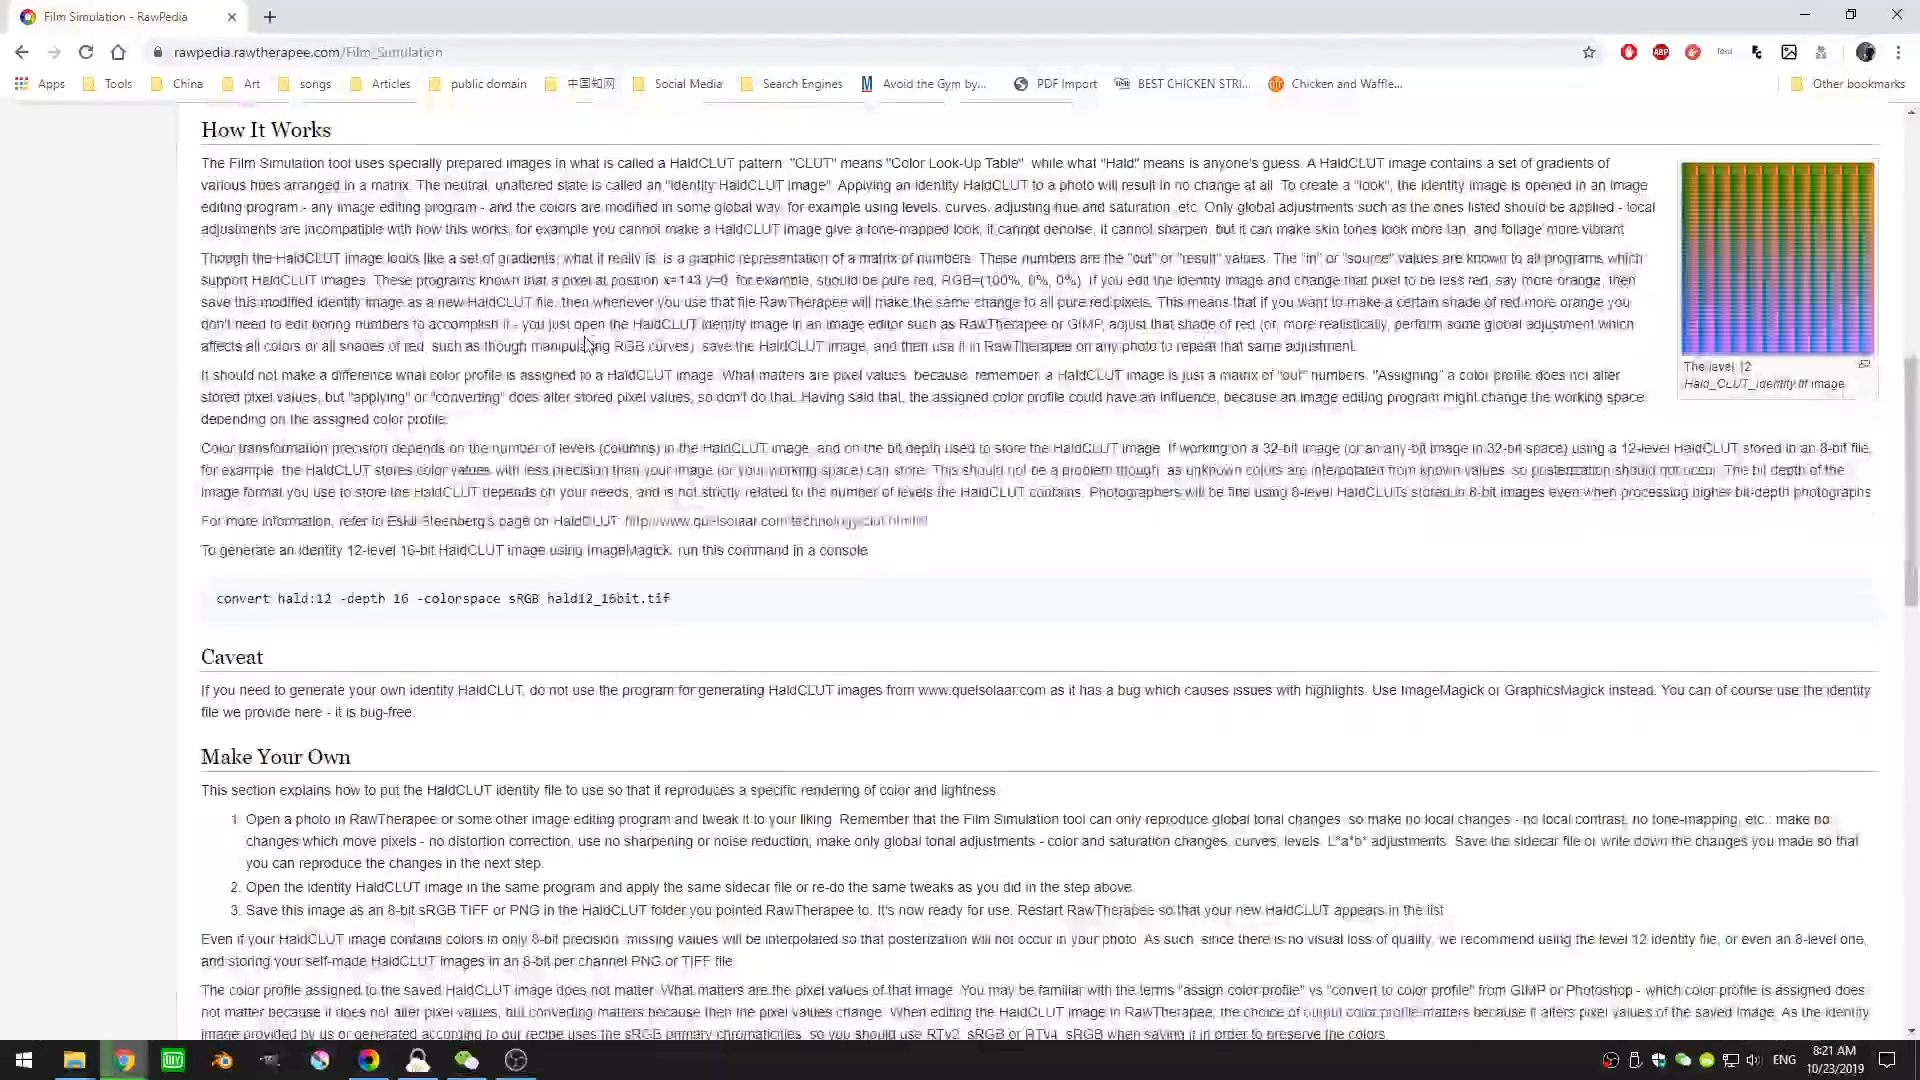 Film Simulation - RawPedia
rawpedia.rawtherapee.com/Film_Simulation
Apps Tools China Art songs Articles public domain 中国知网 Social Media Search Engines Avoid the Gym by... PDF Import BEST CHICKEN STRI... Chicken and Waffle... Other bookmarks
How It Works
The Film Simulation tool uses specially prepared images in what is called a HaldCLUT pattern. "CLUT" means "Color Look-Up Table", while what "Hald" means is anyone's guess. A HaldCLUT image contains a set of gradients of
various hues arranged in a matrix. The neutral, unaltered state is called an "identity HaldCLUT image". Applying an identity HaldCLUT to a photo will result in no change at all. To create a "look", the identity image is opened in an image
editing program - any image editing program - and the colors are modified in some global way, for example using levels, curves, adjusting hue and saturation, etc. Only global adjustments such as the ones listed should be applied - local
adjustments are incompatible with how this works, for example you cannot make a HaldCLUT image give a tone-mapped look, it cannot denoise, it cannot sharpen, but it can make skin tones look more tan, and foliage more vibrant.
Though the HaldCLUT image looks like a set of gradients, what it really is, is a graphic representation of a matrix of numbers. These numbers are the "out" or "result" values. The "in" or "source" values are known to all programs which
support HaldCLUT images. These programs known that a pixel at position x=143 y=0, for example, should be pure red, RGB=(100%, 0%, 0%). If you edit the identity image and change that pixel to be less red, say more orange, then
save this modified identity image as a new HaldCLUT file, then whenever you use that file RawTherapee will make the same change to all pure red pixels. This means that if you want to make a certain shade of red more orange you
don't need to edit boring numbers to accomplish it - you just open the HaldCLUT identity image in an image editor such as RawTherapee or GIMP, adjust that shade of red (or, more realistically, perform some global adjustment which
affects all colors or all shades of red, such as though manipulating RGB curves), save the HaldCLUT image, and then use it in RawTherapee on any photo to repeat that same adjustment.
The level 12
Hald_CLUT_Identity.tif image.
It should not make a difference what color profile is assigned to a HaldCLUT image. What matters are pixel values, because, remember, a HaldCLUT image is just a matrix of "out" numbers. "Assigning" a color profile does not alter
stored pixel values, but "applying" or "converting" does alter stored pixel values, so don't do that. Having said that, the assigned color profile could have an influence, because an image editing program might change the working space
depending on the assigned color profile.
Color transformation precision depends on the number of levels (columns) in the HaldCLUT image, and on the bit depth used to store the HaldCLUT image. If working on a 32-bit image (or an any-bit image in 32-bit space) using a 12-level HaldCLUT stored in an 8-bit file,
for example, the HaldCLUT stores color values with less precision than your image (or your working space) can store. This should not be a problem though, as unknown colors are interpolated from known values, so posterization should not occur. The bit depth of the
image format you use to store the HaldCLUT depends on your needs, and is not strictly related to the number of levels the HaldCLUT contains. Photographers will be fine using 8-level HaldCLUTs stored in 8-bit images even when processing higher bit-depth photographs.
For more information, refer to Eskil Steenberg's page on HaldCLUT: http://www.quelsolaar.com/technology/clut.html
To generate an identity 12-level 16-bit HaldCLUT image using ImageMagick, run this command in a console:
convert hald:12 -depth 16 -colorspace sRGB hald12_16bit.tif
Caveat
If you need to generate your own identity HaldCLUT, do not use the program for generating HaldCLUT images from www.quelsolaar.com as it has a bug which causes issues with highlights. Use ImageMagick or GraphicsMagick instead. You can of course use the identity
file we provide here - it is bug-free.
Make Your Own
This section explains how to put the HaldCLUT identity file to use so that it reproduces a specific rendering of color and lightness.
1. Open a photo in RawTherapee or some other image editing program and tweak it to your liking. Remember that the Film Simulation tool can only reproduce global tonal changes, so make no local changes - no local contrast, no tone-mapping, etc.; make no
changes which move pixels - no distortion correction; use no sharpening or noise reduction; make only global tonal adjustments - color and saturation changes, curves, levels, L*a*b* adjustments. Save the sidecar file or write down the changes you made so that
you can reproduce the changes in the next step.
2. Open the identity HaldCLUT image in the same program and apply the same sidecar file or re-do the same tweaks as you did in the step above.
3. Save this image as an 8-bit sRGB TIFF or PNG in the HaldCLUT folder you pointed RawTherapee to. It's now ready for use. Restart RawTherapee so that your new HaldCLUT appears in the list.
Even if your HaldCLUT image contains colors in only 8-bit precision, missing values will be interpolated so that posterization will not occur in your photo. As such, since there is no visual loss of quality, we recommend using the level 12 identity file, or even an 8-level one,
and storing your self-made HaldCLUT images in an 8-bit per channel PNG or TIFF file.
The color profile assigned to the saved HaldCLUT image does not matter. What matters are the pixel values of that image. You may be familiar with the terms "assign color profile" vs "convert to color profile" from GIMP or Photoshop - which color profile is assigned does
not matter because it does not alter pixel values, but converting matters because then the pixel values change. When editing the HaldCLUT image in RawTherapee, the choice of output color profile matters because it alters pixel values of the saved image. As the identity
image provided by us or generated according to our recipe uses the sRGB primary chromaticities, so you should use RTv2_sRGB or RTv4_sRGB when saving it in order to preserve the colors.
ENG
8:21 AM
10/23/2019